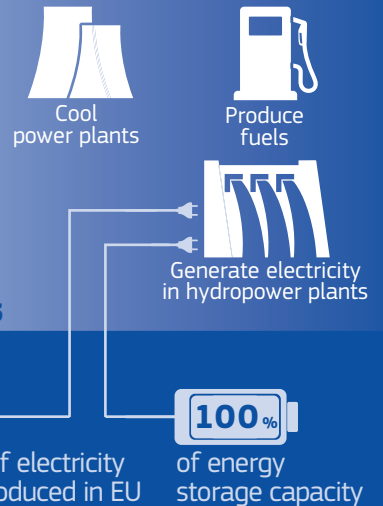 Cool
power plants
Produce
fuels
Generate electricity
in hydropower plants
100%
electricity
in EU
of energy
storage capacity